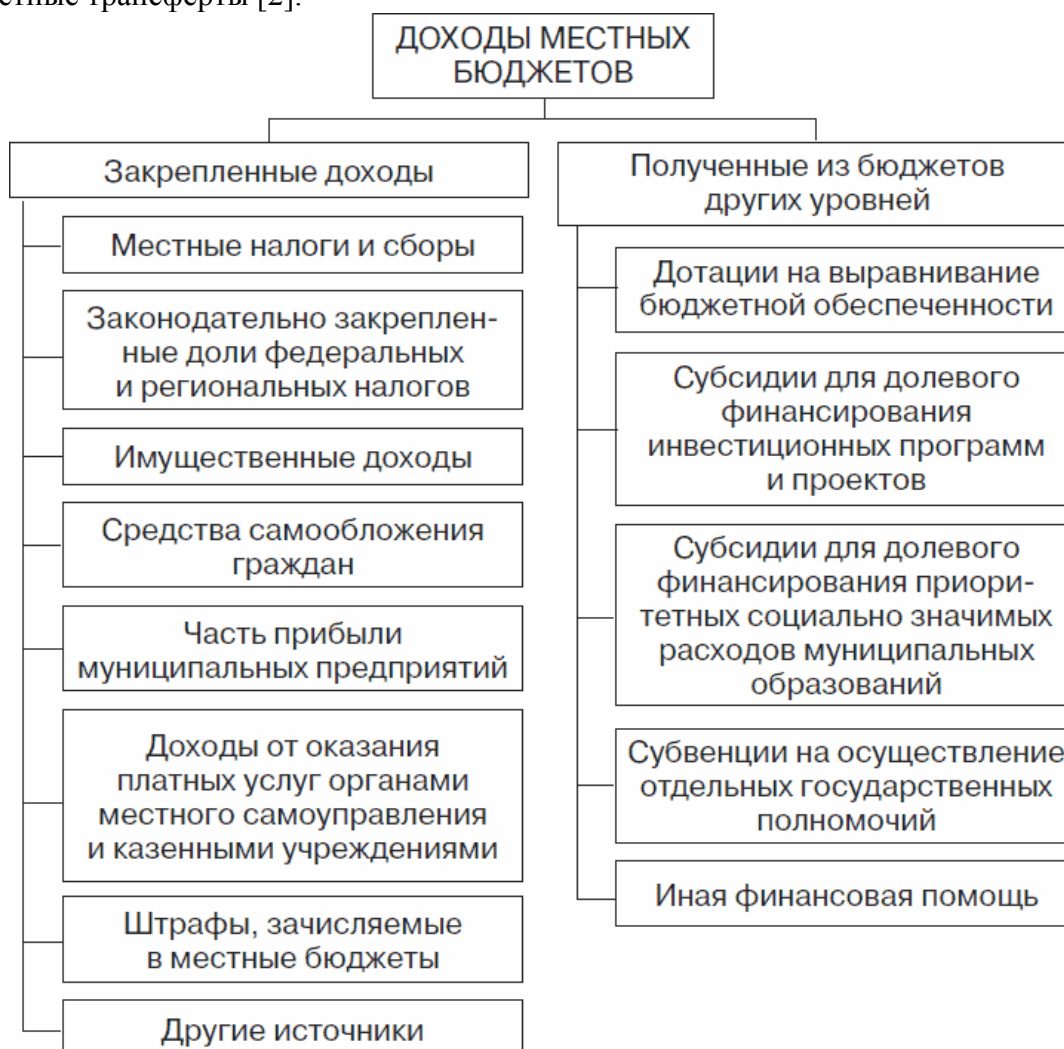 трансферты [2].
ДОХОДЫ МЕСТНЫХ
БЮДЖЕТОВ
Закрепленные доходы
Местные налоги и сборы
Законодательно закреплен-
ные доли федеральных
и региональных налогов
Имущественные доходы
Средства самообложения
граждан
Часть прибыли
муниципальных предприятий
Доходы от оказания
платных услуг органами
местного самоуправления
и казенными учреждениями
Штрафы, зачисляемые
в местные бюджеты
Другие источники
Полученные из бюджетов
других уровней
Дотации на выравнивание
бюджетной обеспеченности
Субсидии для долевого
финансирования
инвестиционных программ
и проектов
Субсидии для долевого
финансирования приори-
тетных социально значимых
расходов муниципальных
образований
Субвенции на осуществление
отдельных государственных
полномочий
Иная финансовая помощь